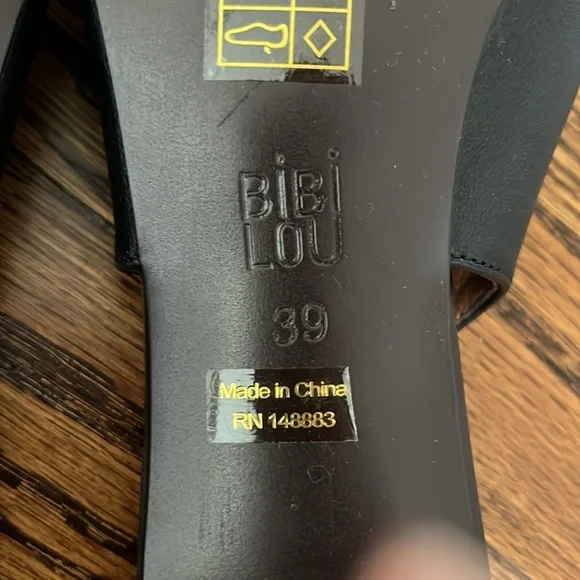 BiBi
LOU
39
Made in China
RN 148883